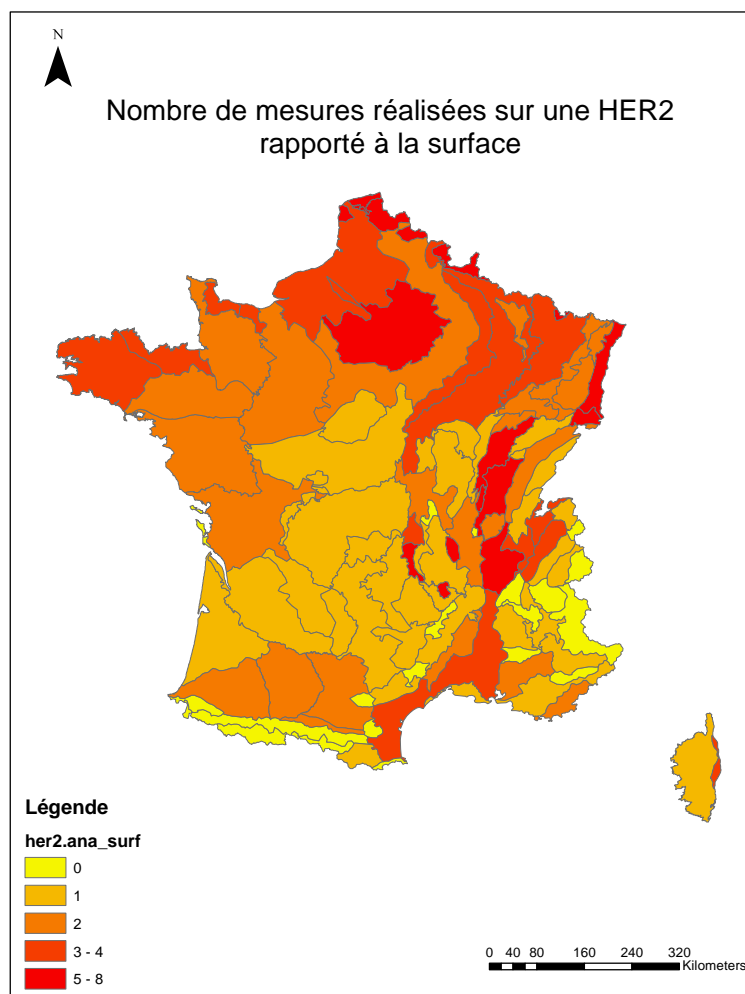 N
Nombre de mesures réalisées sur une HER2
rapporté à la surface
Légende
her2.ana_surf
0
1
2
3 - 4
5 - 8
0 40 80 160 240 320
Kilometers